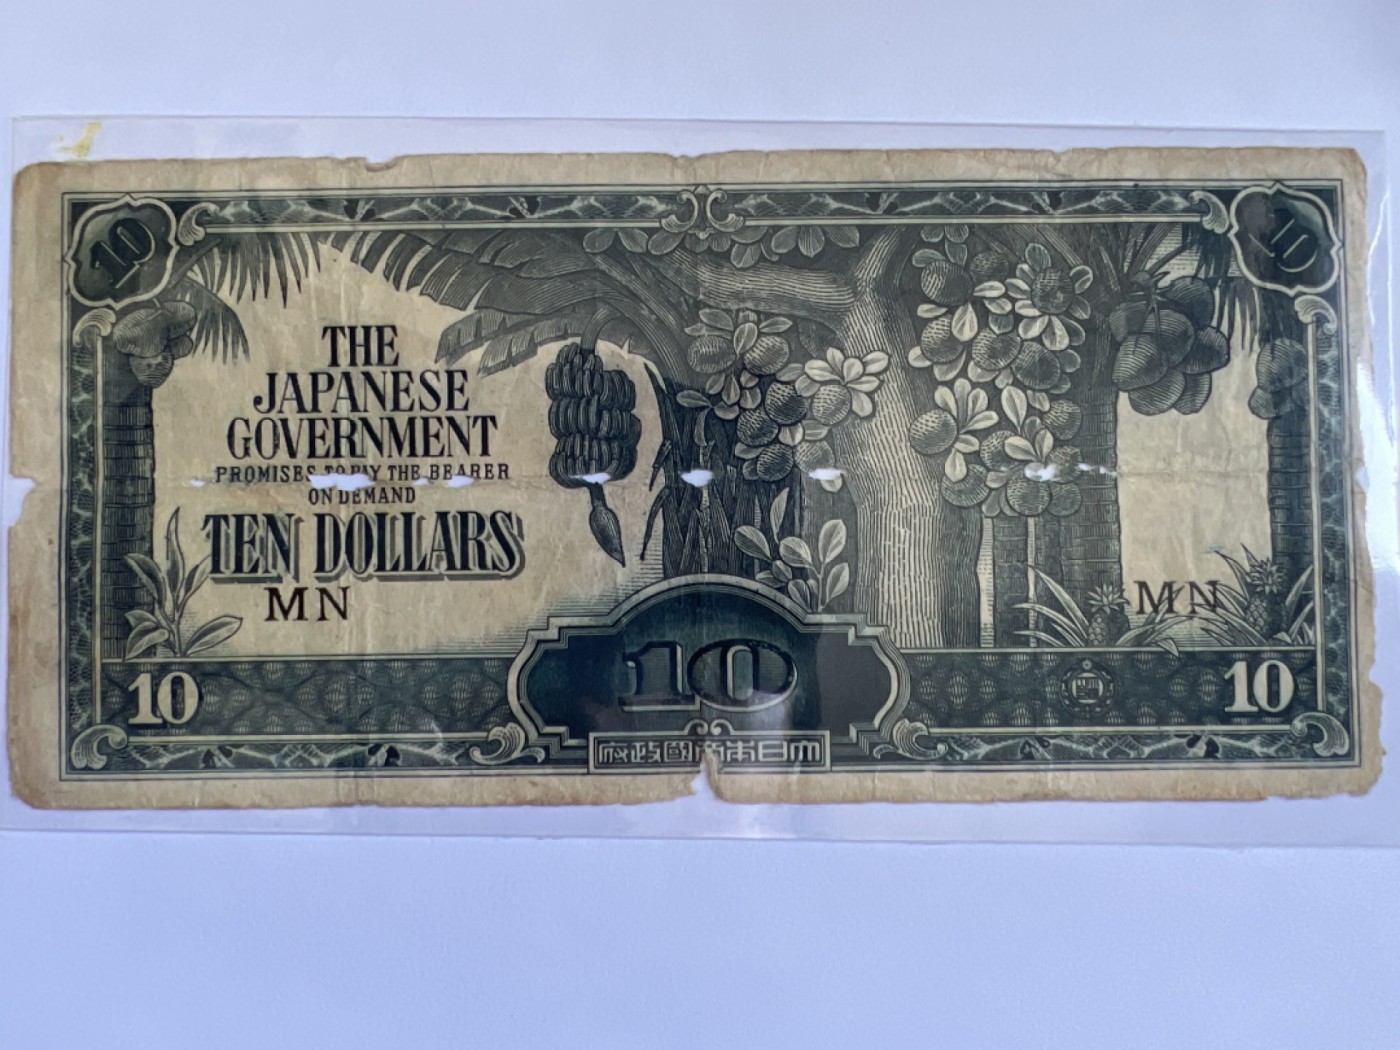 10 10
THE
JAPANESE
GOVERNMENT
PROMISES TO PAY THE BEARER
ON DEMAND
TEN DOLLARS
MN MN
10 10 10
府政國帝本日大